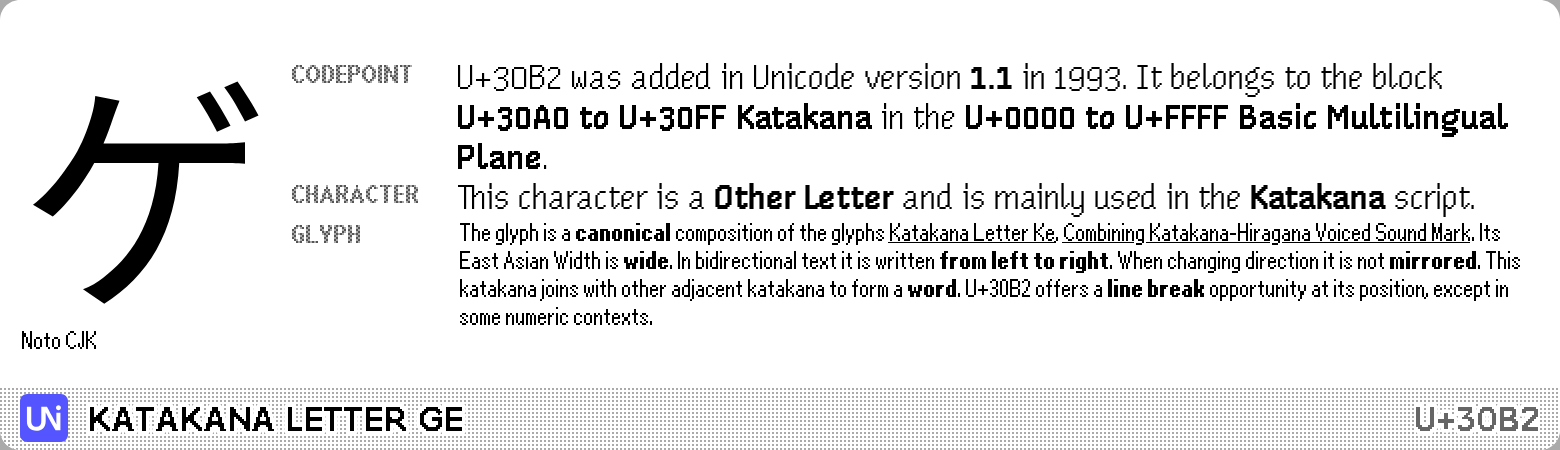 ゲ
Noto CJK
CODEPOINT
U+30B2 was added in Unicode version 1.1 in 1993. It belongs to the block
U+30A0 to U+30FF Katakana in the U+0000 to U+FFFF Basic Multilingual
Plane.
CHARACTER
This character is a Other Letter and is mainly used in the Katakana script.
GLYPH
The glyph is a canonical composition of the glyphs Katakana Letter Ke, Combining Katakana-Hiragana Voiced Sound Mark. Its
East Asian Width is wide. In bidirectional text it is written from left to right. When changing direction it is not mirrored. This
katakana joins with other adjacent katakana to form a word. U+30B2 offers a line break opportunity at its position, except in
some numeric contexts.
UNi KATAKANA LETTER GE
U+30B2